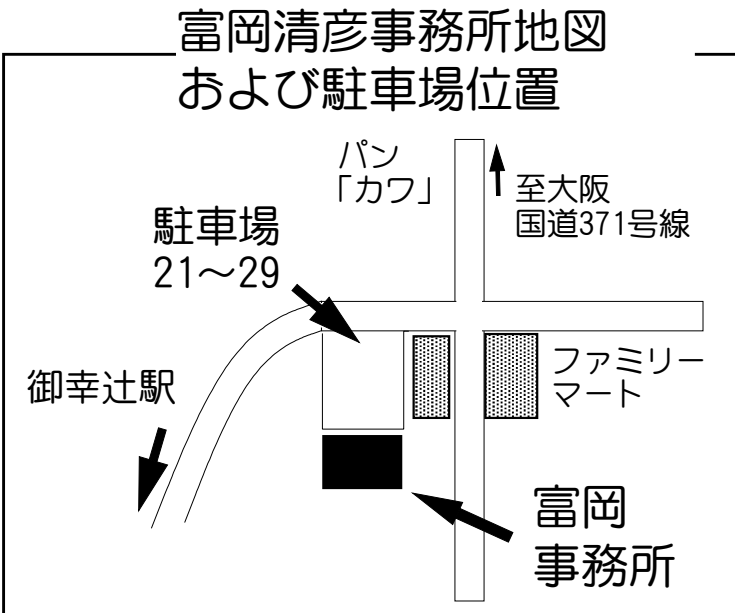 富岡清彦事務所地図
および駐車場位置
パン
「カワ」
至大阪
国道371号線
駐車場
21～29
御幸辻駅
ファミリー
マート
富岡
事務所